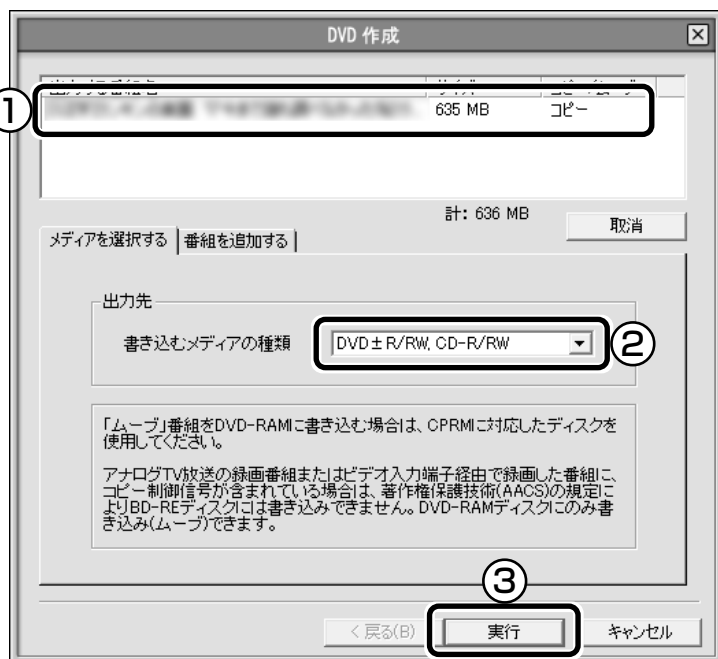 DVD 作成
①
635 MB コピー
計: 636 MB
取消
メディアを選択する 番組を追加する
出力先
書き込むメディアの種類 DVD±R/RW, CD-R/RW ②
「ムーブ」番組をDVD-RAMに書き込む場合は、CPRMに対応したディスクを
使用してください。
アナログTV放送の録画番組またはビデオ入力端子経由で録画した番組に、
コピー制御信号が含まれている場合は、著作権保護技術(AACS)の規定に
よりBD-REディスクには書き込みできません。DVD-RAMディスクにのみ書
き込み(ムーブ)できます。
③
< 戻る(B) 実行 キャンセル